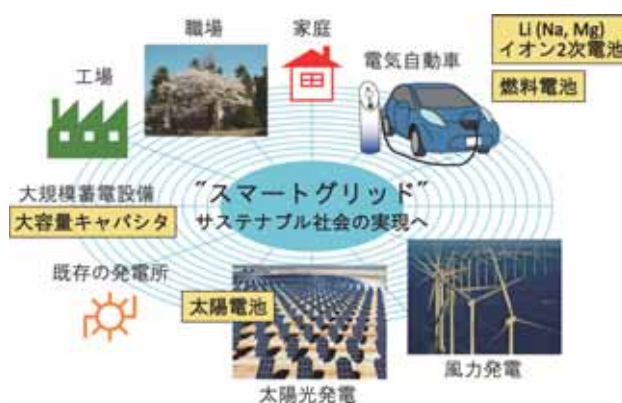 職場
家庭
Li (Na, Mg)
イオン2次電池
電気自動車
燃料電池
工場
大規模蓄電設備
大容量キャパシタ
"スマートグリッド"
サステナブル社会の実現へ
既存の発電所
太陽電池
太陽光発電
風力発電